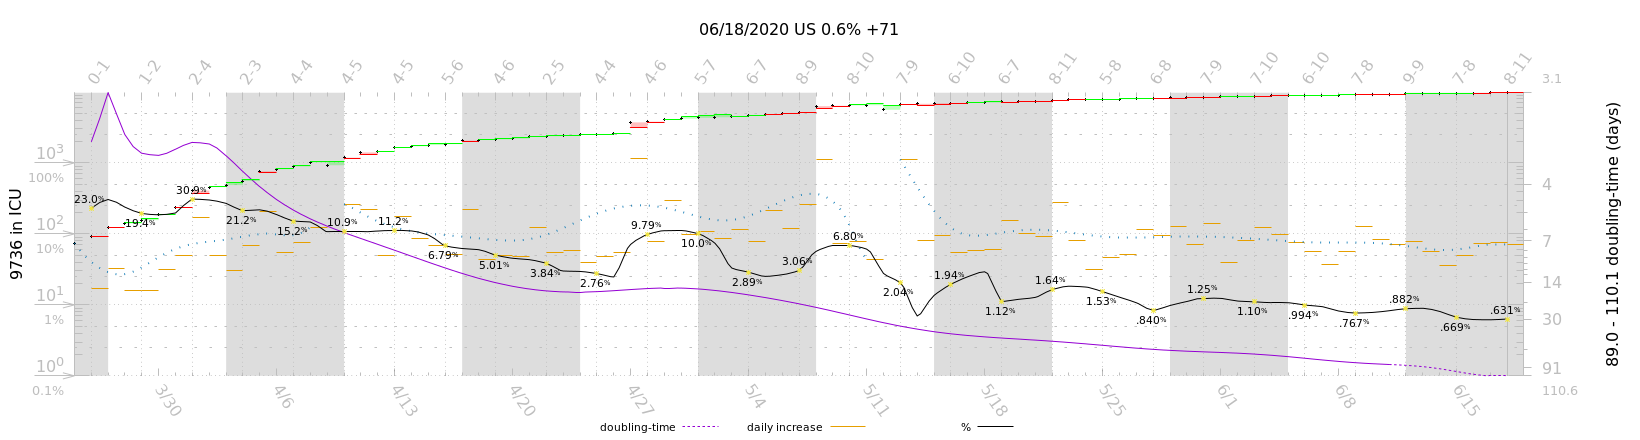 06/18/2020 US 0.6% +71
0-1 1-2 2-4 2-3 4-4 4-5 4-5 5-6 4-6 2-5 4-4 4-6 5-7 5-7 8-9 8-10 7-9 6-10 6-7 8-11 5-8 6-8 7-9 7-10 6-10 7-8 9-9 7-8 8-11
3.1
10³
100%
10²
10%
10¹
1%
10⁰
0.1%
9736 in ICU
23.0% 19.4% 30.9% 21.2% 15.2% 10.9% 11.2% 6.79% 5.01% 3.84% 2.76% 9.79% 10.0% 2.89% 3.06% 6.80% 2.04% 1.94% 1.12% 1.64% 1.53% .840% 1.25% 1.10% .994% .767% .882% .669% .631%
4
7
14
30
91
110.6
89.0 - 110.1 doubling-time (days)
3/30 4/6 4/13 4/20 4/27 5/4 5/11 5/18 5/25 6/1 6/8 6/15
doubling-time daily increase %